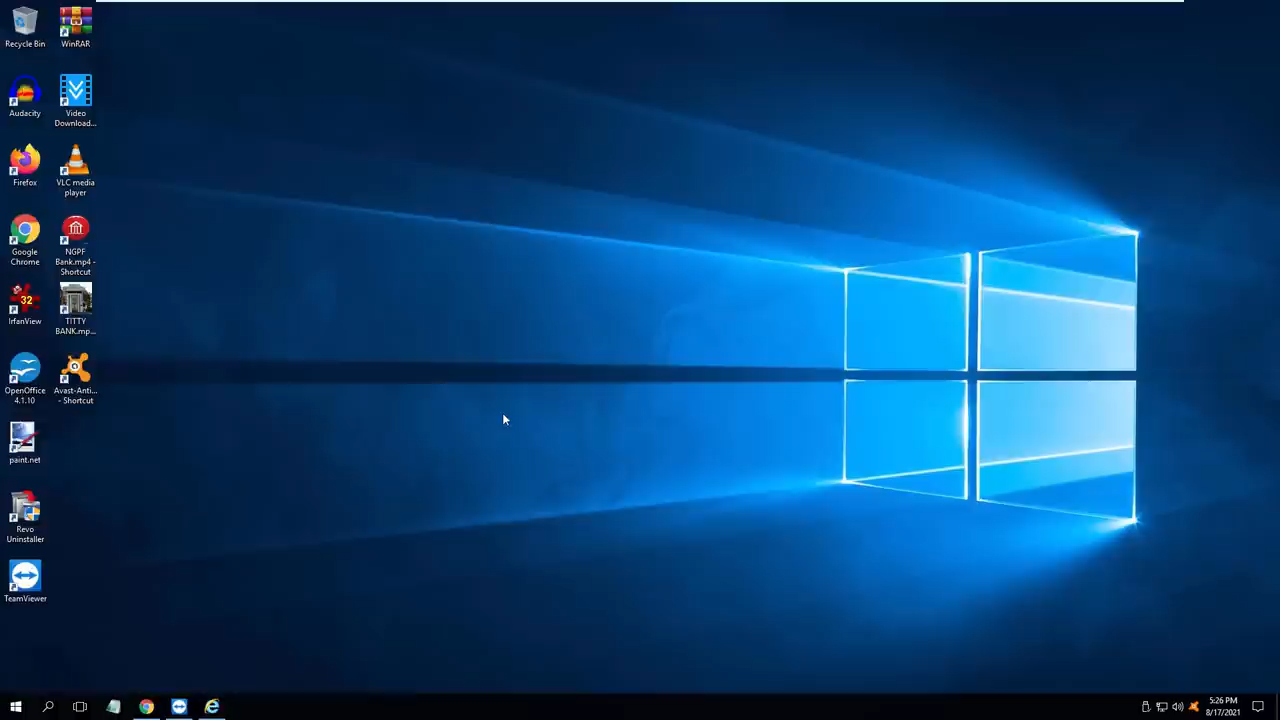 Recycle Bin
WinRAR
Audacity
Video
Download...
Firefox
VLC media
player
Google
Chrome
NGPF
Bank.mp4 -
Shortcut
32
IrfanView
TITTY
BANK.mp...
OpenOffice
4.1.10
Avast-Anti...
- Shortcut
paint.net
Revo
Uninstaller
TeamViewer
5:26 PM
8/17/2021